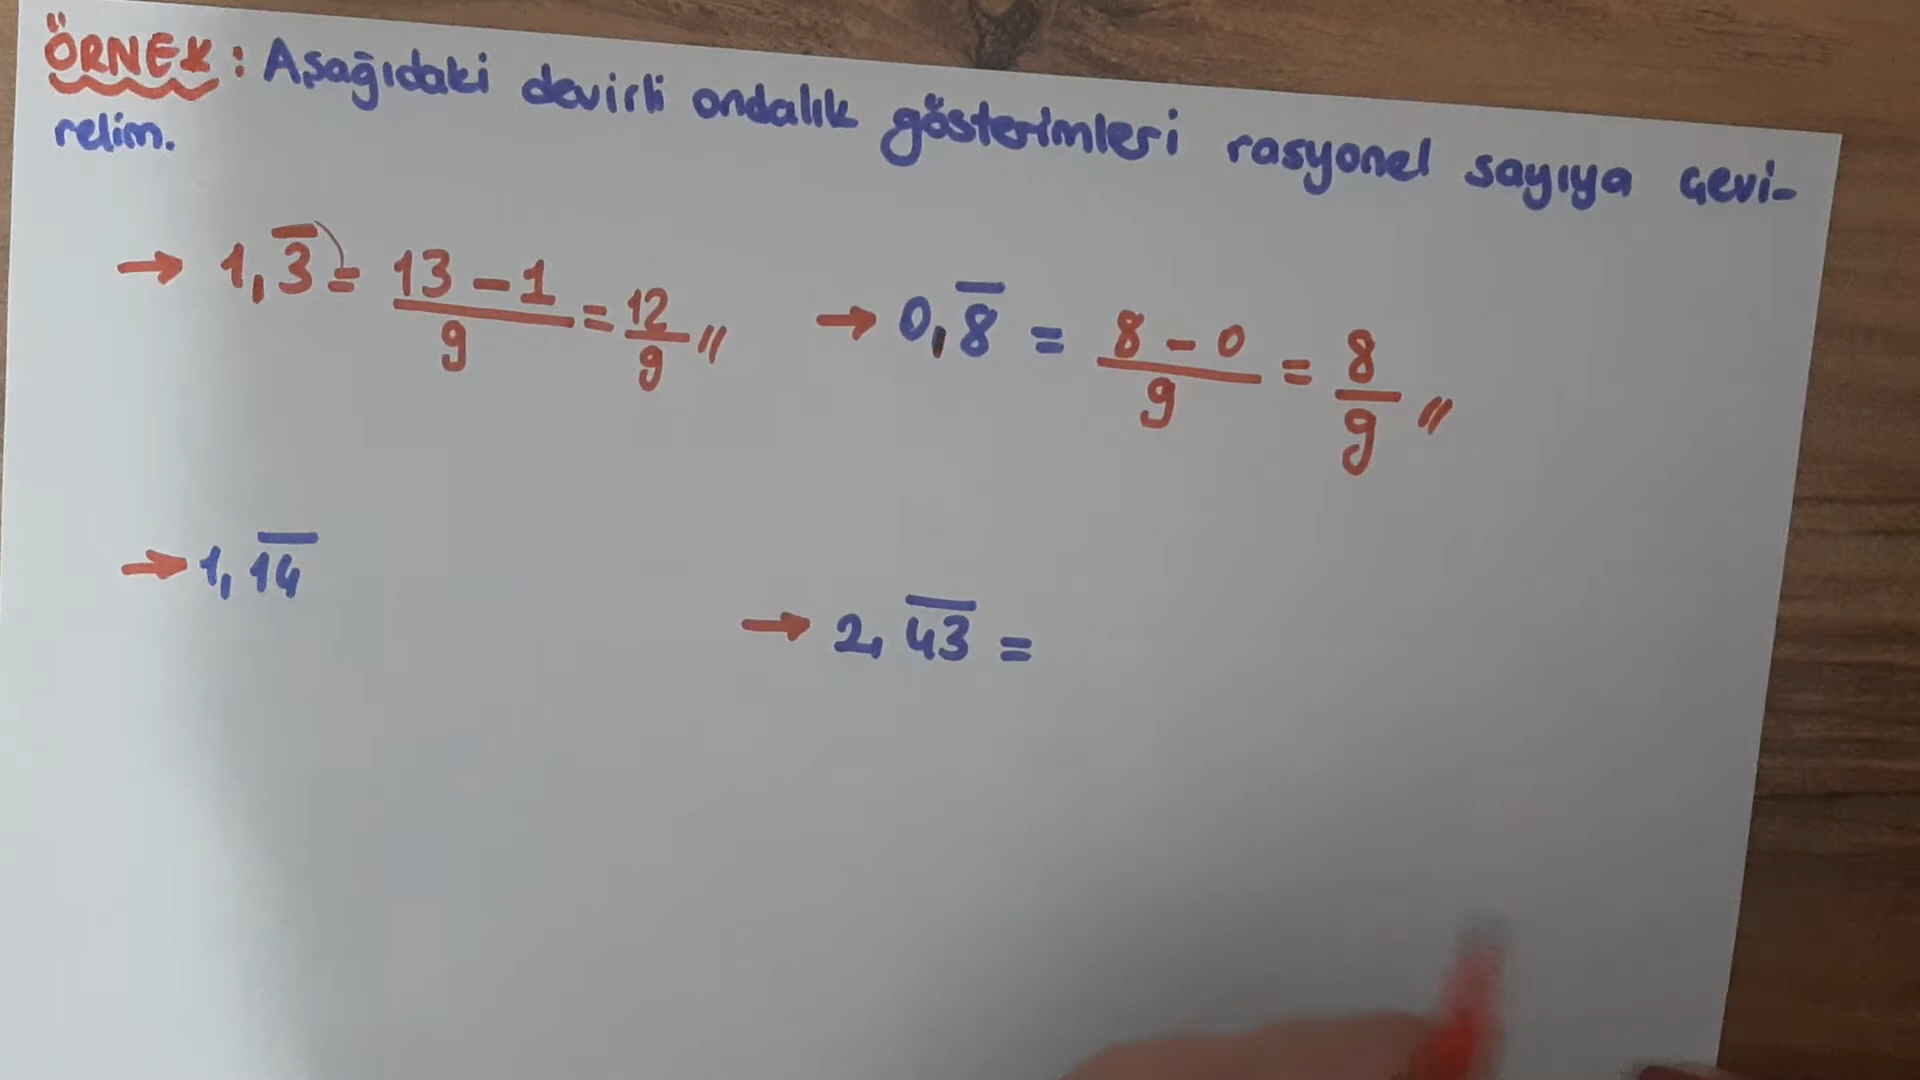 ÖRNEK: Aşağıdaki devirli ondalık gösterimleri rasyonel sayıya çevi-
relim.
→ 1,3̅ = 13 - 1 / 9 = 12 / 9 //
→ 0,8̅ = 8 - 0 / 9 = 8 / 9 //
→ 1,1̅4̅
→ 2,4̅3̅ =